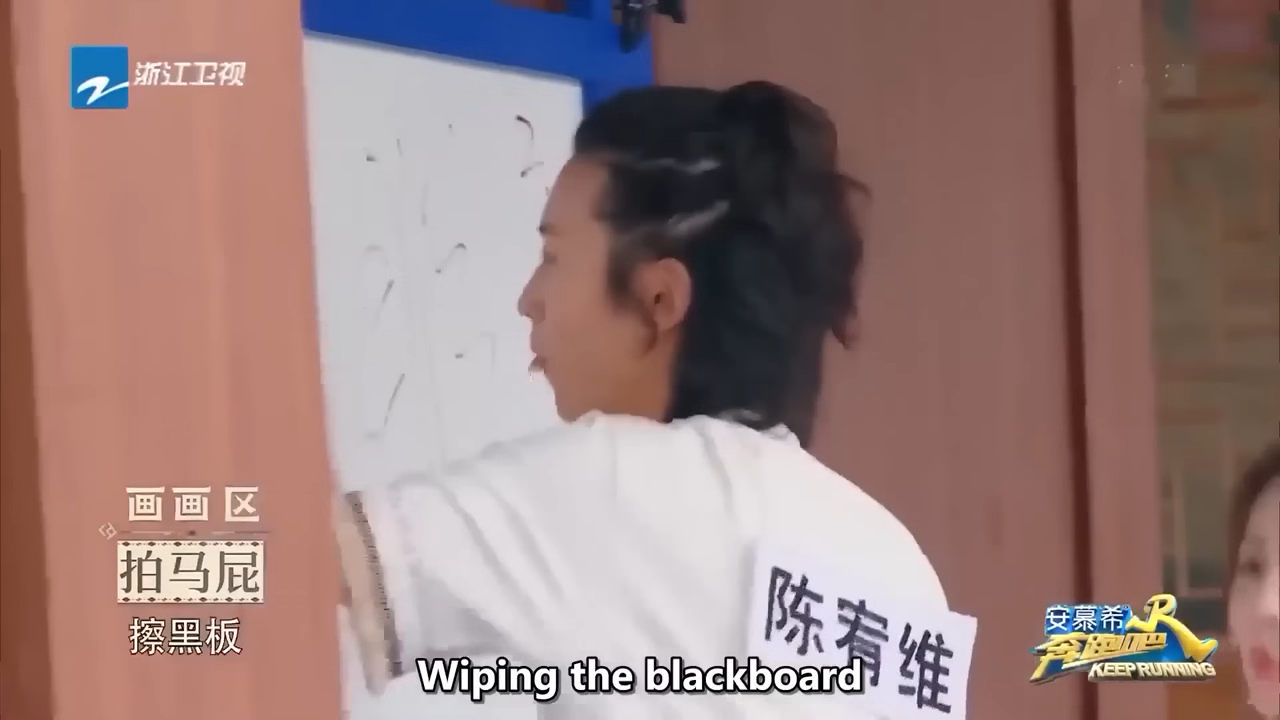 浙江卫视
画画区
拍马屁
擦黑板
陈宥维
Wiping the blackboard
安慕希
奔跑吧
KEEP RUNNING